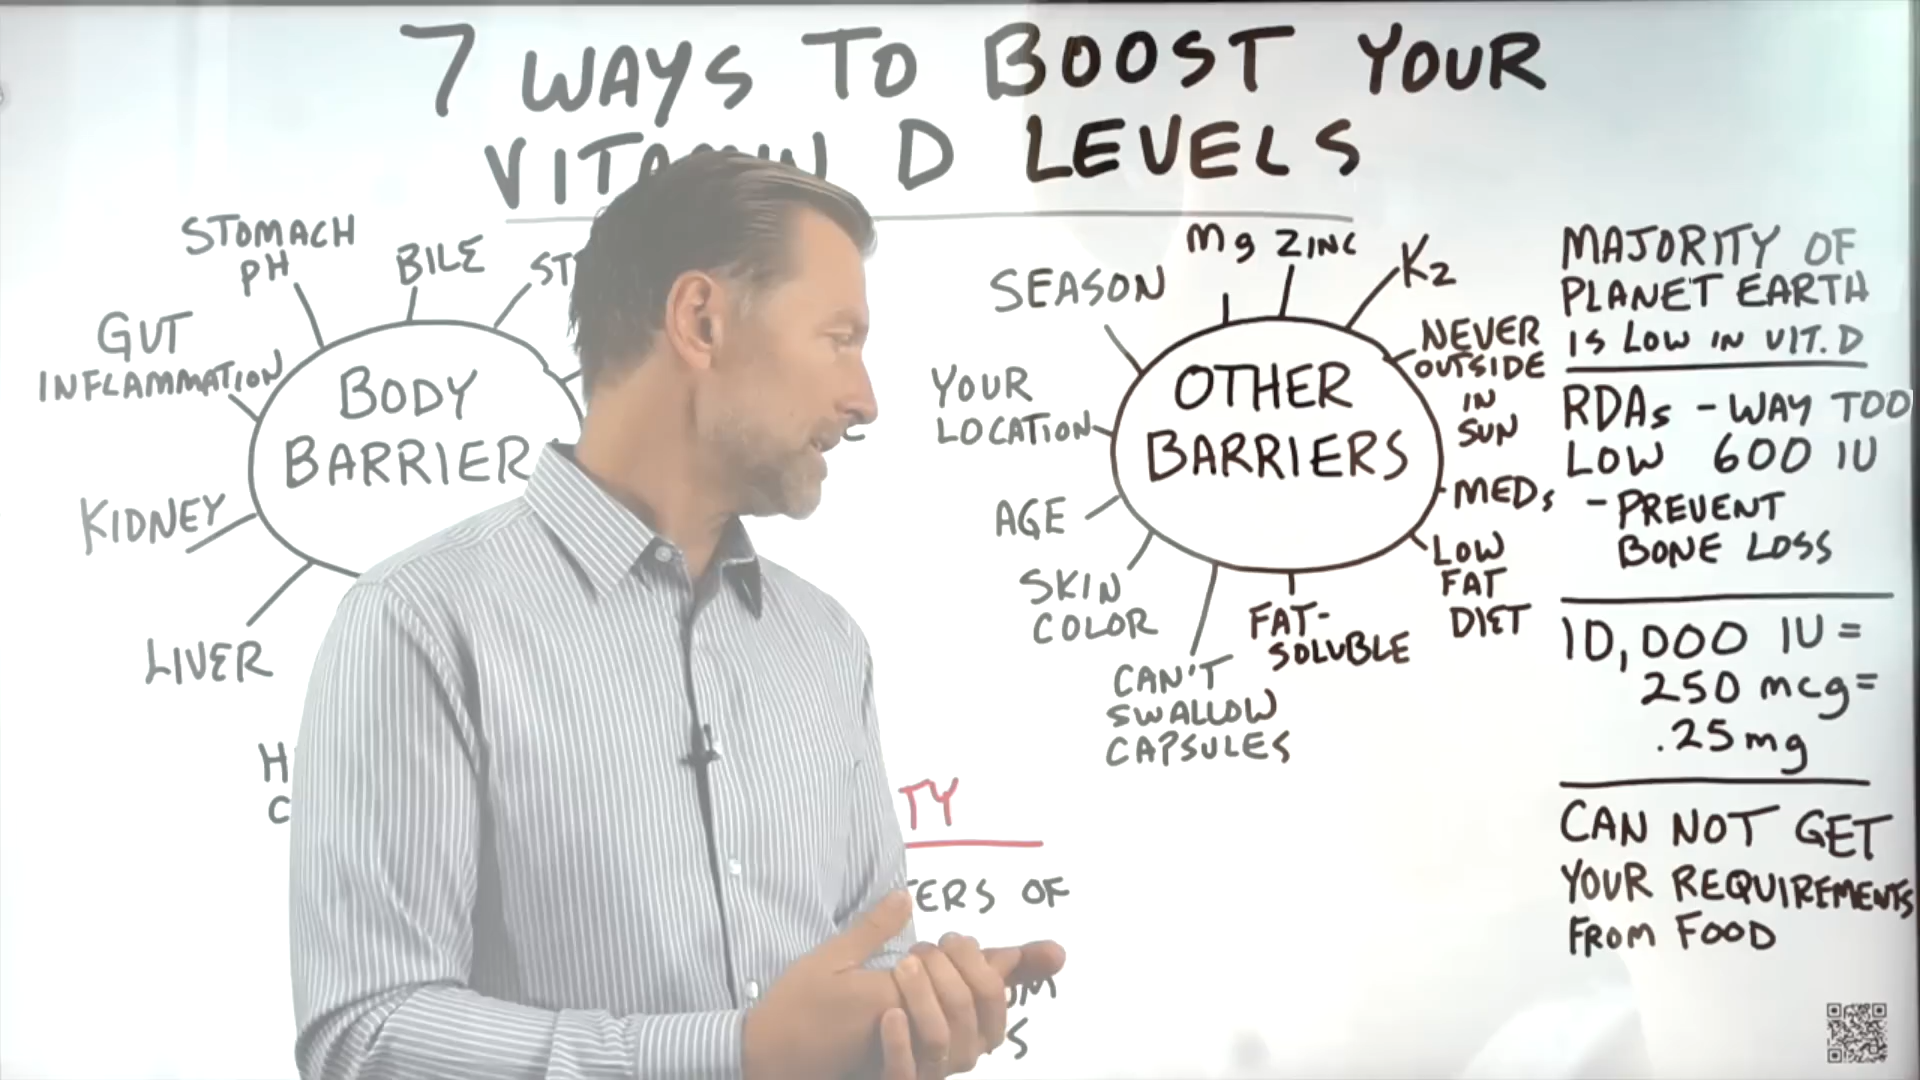 7 WAYS TO BOOST YOUR
VITAMIN D LEVELS
STOMACH
PH
BILE
GUT
INFLAMMATION
BODY
BARRIER
KIDNEY
LIVER
TY
OF
SEASON
Mg ZINC
K2
YOUR
LOCATION
OTHER
BARRIERS
NEVER
OUTSIDE
IN
SUN
MEDs
AGE
LOW
FAT
DIET
SKIN
COLOR
FAT-
SOLUBLE
CAN'T
SWALLOW
CAPSULES
MAJORITY OF
PLANET EARTH
IS LOW IN VIT. D
RDAs - WAY TOO
LOW 600 IU
- PREVENT
BONE LOSS
10,000 IU =
250 mcg =
.25 mg
CAN NOT GET
YOUR REQUIREMENTS
FROM FOOD